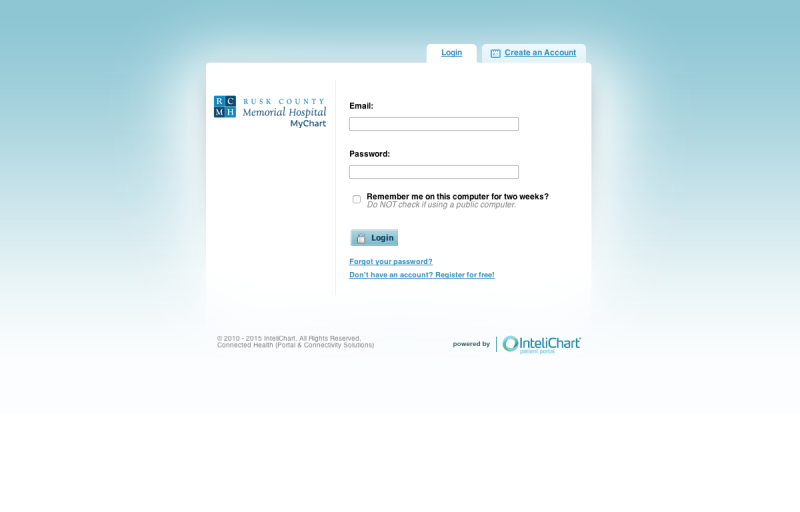 Login
Create an Account
RC
MH
RUSK COUNTY
Memorial Hospital
MyChart
Email:
Password:
Remember me on this computer for two weeks?
Do NOT check if using a public computer.
Login
Forgot your password?
Don't have an account? Register for free!
© 2010 - 2015 InteliChart. All Rights Reserved.
Connected Health (Portal & Connectivity Solutions)
powered by
InteliChart
patient portal